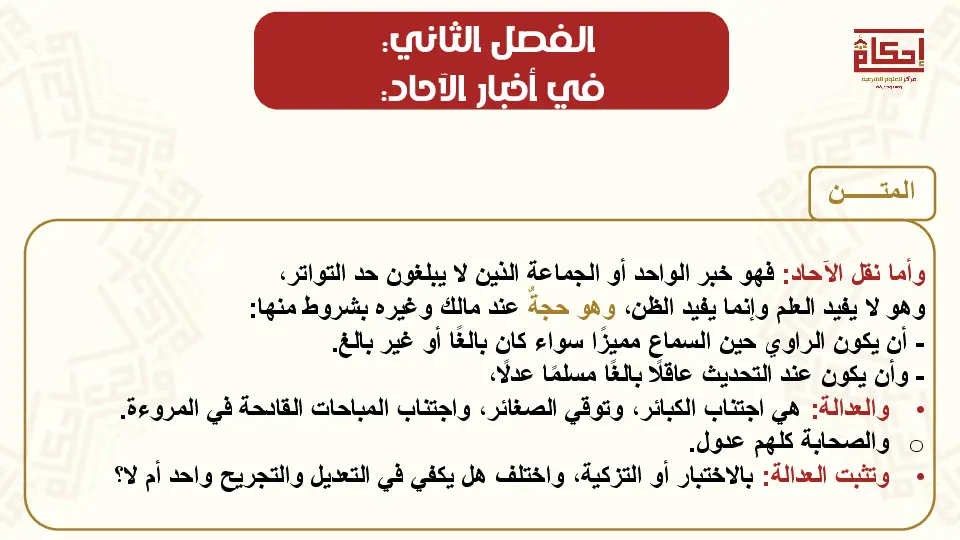 الفصل الثاني:
في أخبار الآحاد:
إحكام
مركز للعلوم الشرعية
المتـــــن
وأما نقل الآحاد: فهو خبر الواحد أو الجماعة الذين لا يبلغون حد التواتر،
وهو لا يفيد العلم وإنما يفيد الظن، وهو حجةٌ عند مالك وغيره بشروط منها:
- أن يكون الراوي حين السماع مميزًا سواء كان بالغًا أو غير بالغ.
- وأن يكون عند التحديث عاقلًا بالغًا مسلمًا عدلًا،
• والعدالة: هي اجتناب الكبائر، وتوقي الصغائر، واجتناب المباحات القادحة في المروءة.
o والصحابة كلهم عدول.
• وتثبت العدالة: بالاختبار أو التزكية، واختلف هل يكفي في التعديل والتجريح واحد أم لا؟